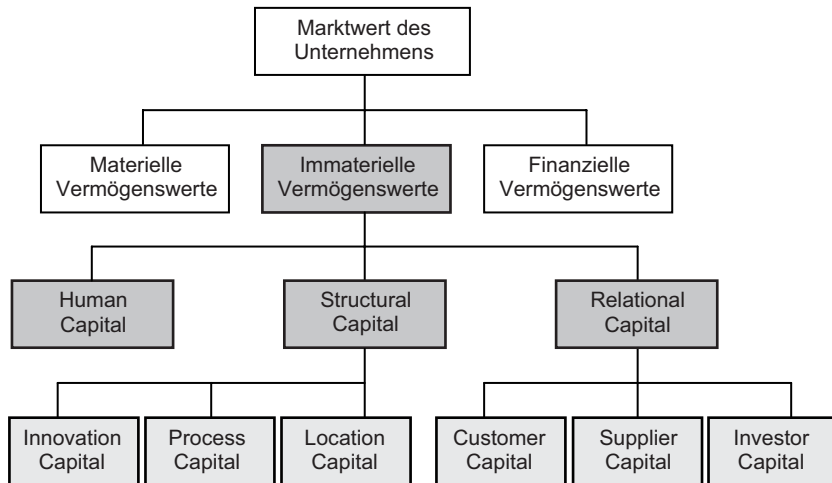 Marktwert des
Unternehmens
Materielle
Vermögenswerte
Immaterielle
Vermögenswerte
Finanzielle
Vermögenswerte
Human
Capital
Structural
Capital
Relational
Capital
Innovation
Capital
Process
Capital
Location
Capital
Customer
Capital
Supplier
Capital
Investor
Capital